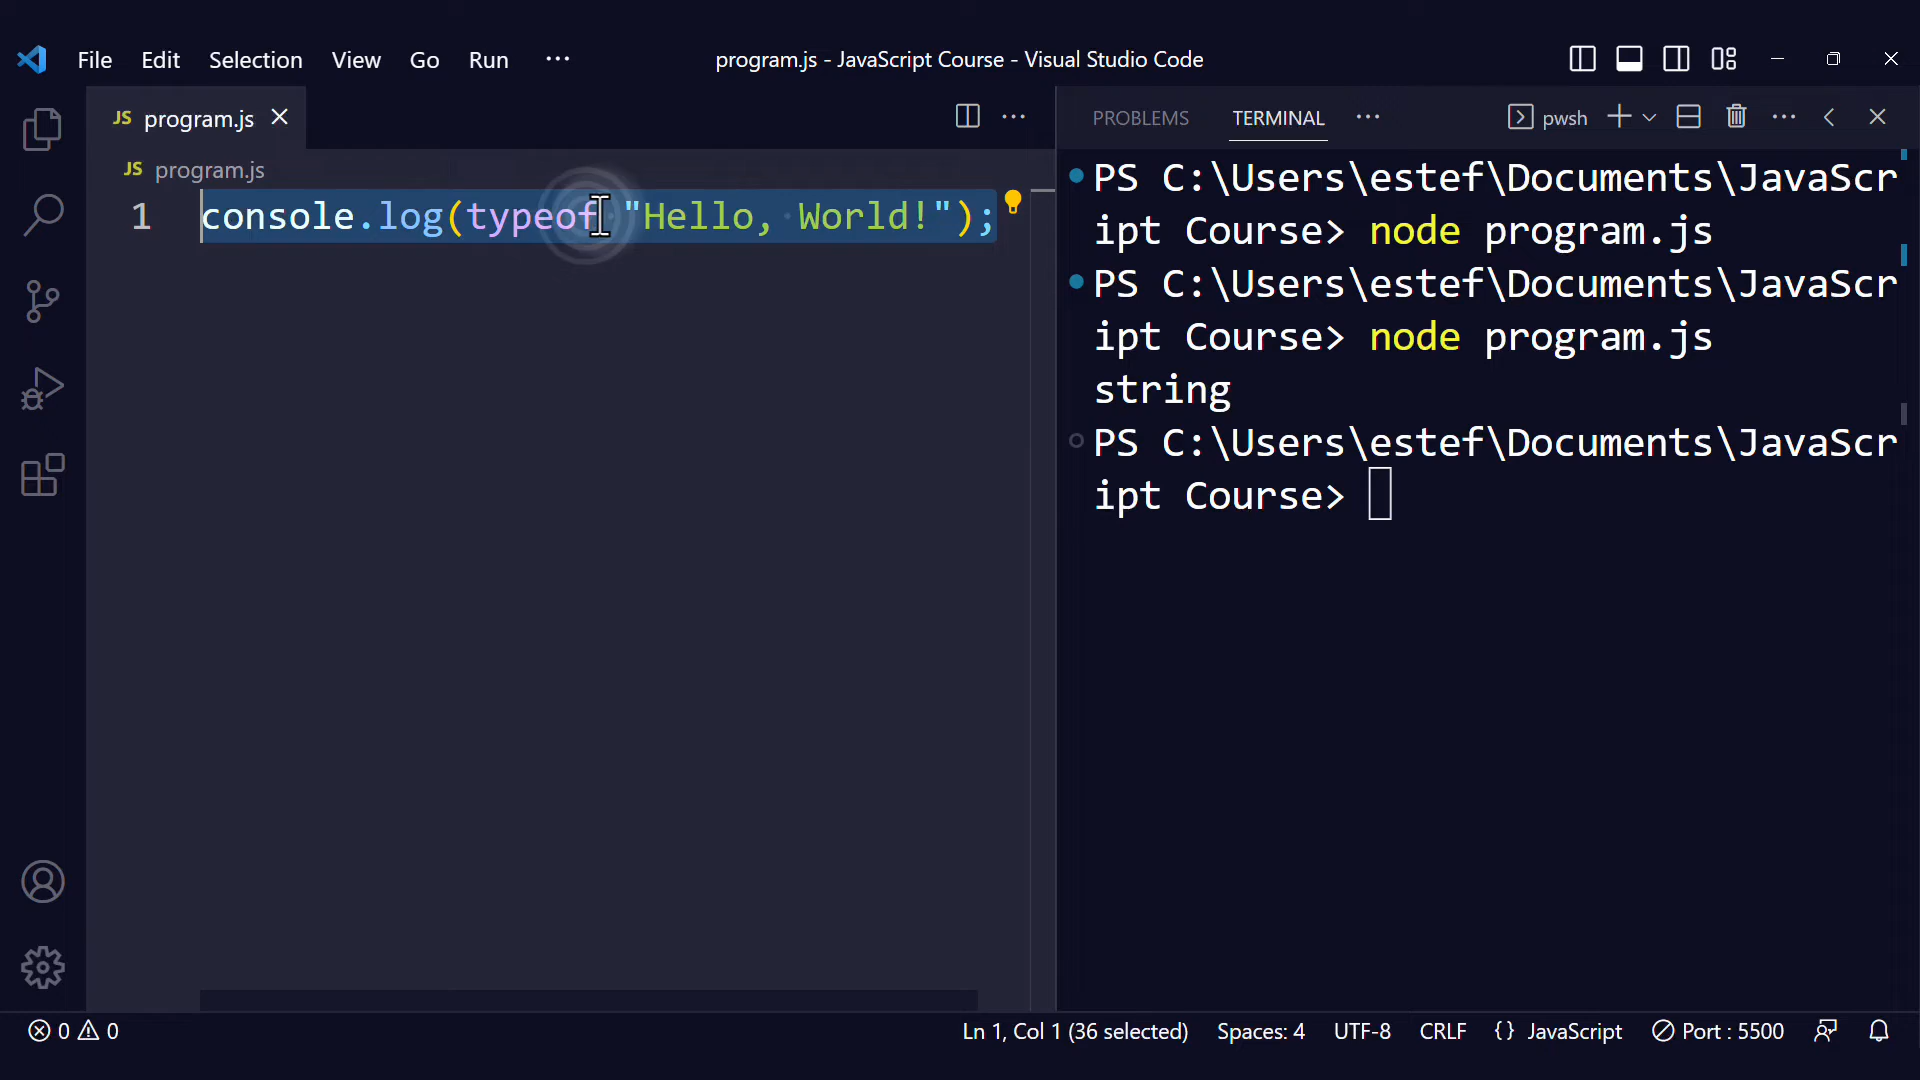 File Edit Selection View Go Run ···
program.js - JavaScript Course - Visual Studio Code
JS program.js
JS program.js
1 console.log(typeof "Hello, World!");
PROBLEMS TERMINAL ··· pwsh
PS C:\Users\estef\Documents\JavaScr
ipt Course> node program.js
PS C:\Users\estef\Documents\JavaScr
ipt Course> node program.js
string
PS C:\Users\estef\Documents\JavaScr
ipt Course>
0 0 Ln 1, Col 1 (36 selected) Spaces: 4 UTF-8 CRLF {} JavaScript Port : 5500